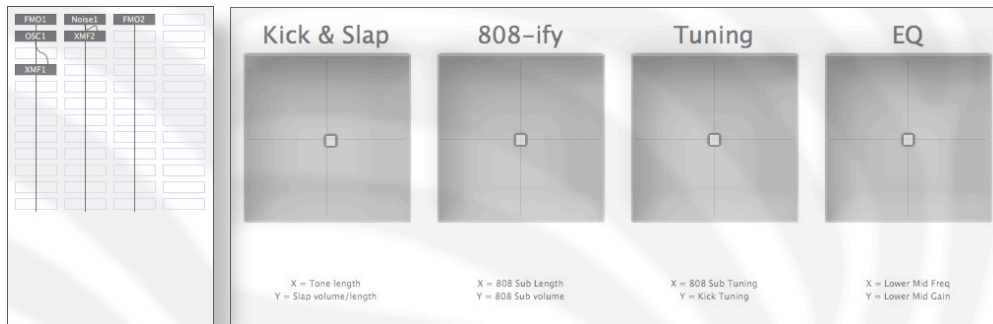 FMO1 Noise1 FMO2
OSC1 XMF2
XMF1
Kick & Slap
808-ify
Tuning
EQ
X = Tone length
Y = Slap volume/length
X = 808 Sub Length
Y = 808 Sub volume
X = 808 Sub Tuning
Y = Kick Tuning
X = Lower Mid Freq
Y = Lower Mid Gain